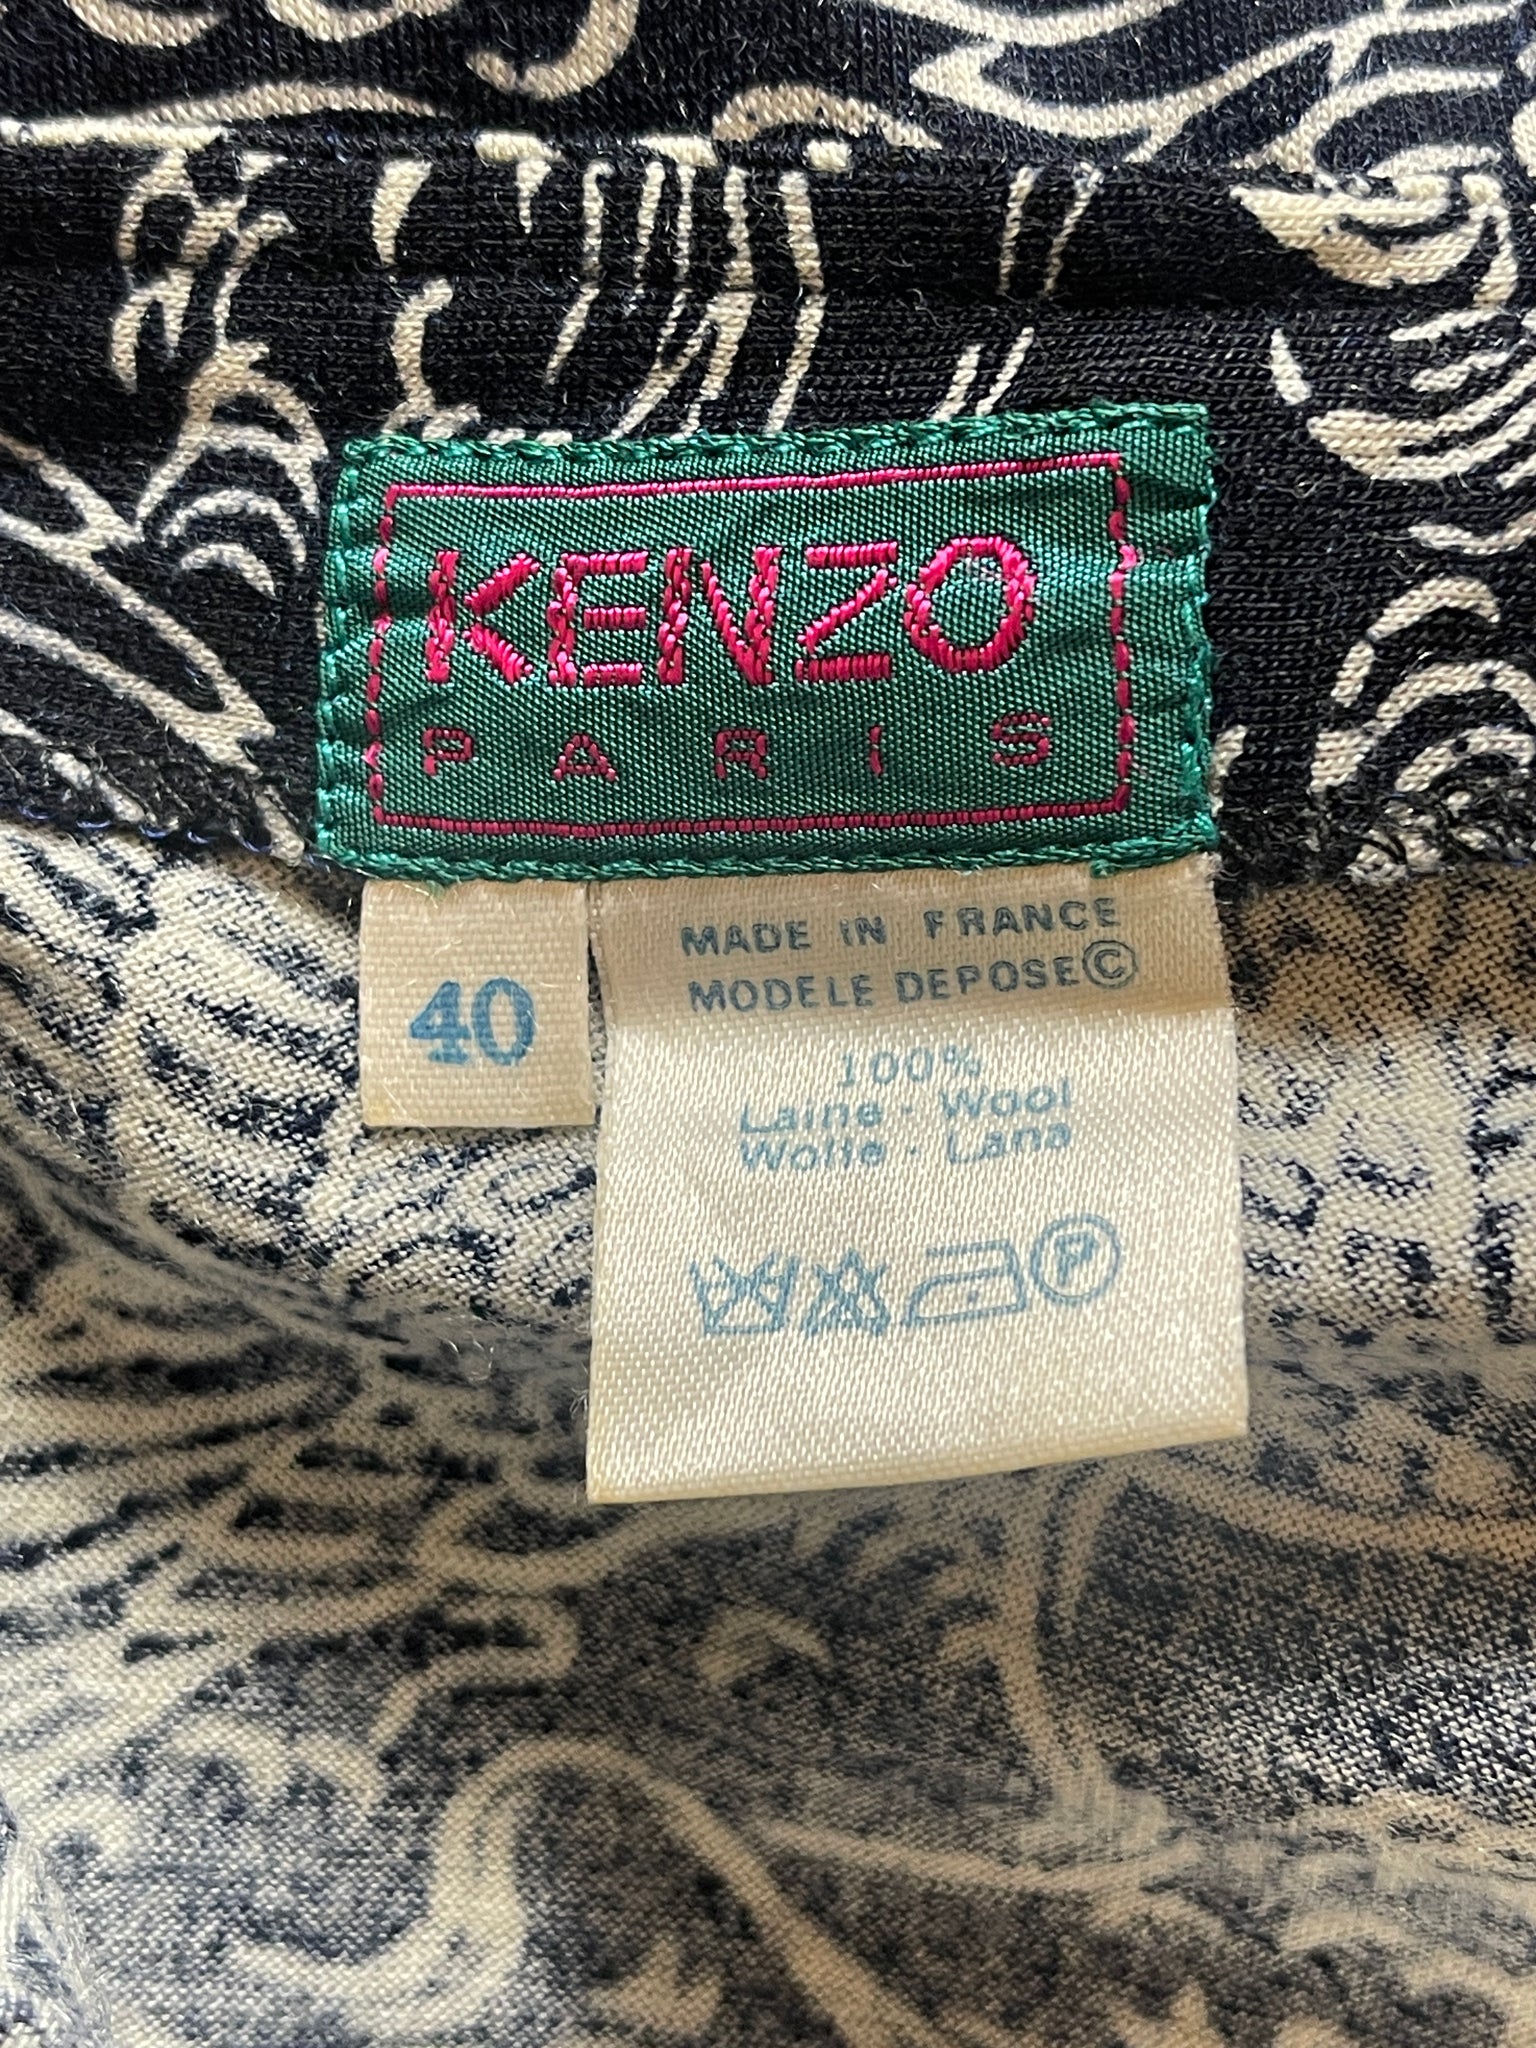 KENZO
PARIS
40
MADE IN FRANCE
MODELE DEPOSE©
100%
Laine - Wool
Wolle - Lana
P